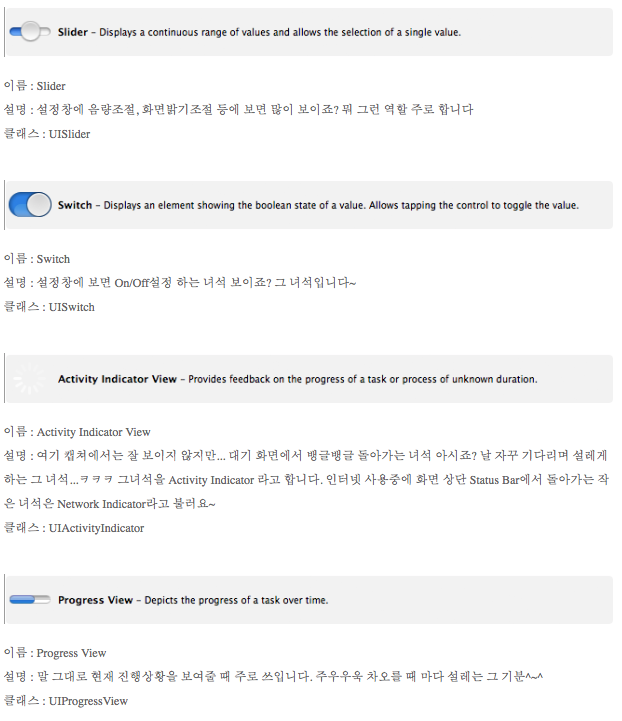 Slider – Displays a continuous range of values and allows the selection of a single value.
이름 : Slider
설명 : 설정창에 음량조절, 화면밝기조절 등에 보면 많이 보이죠? 뭐 그런 역할 주로 합니다
클래스 : UISlider
Switch – Displays an element showing the boolean state of a value. Allows tapping the control to toggle the value.
이름 : Switch
설명 : 설정창에 보면 On/Off설정 하는 녀석 보이죠? 그 녀석입니다~
클래스 : UISwitch
Activity Indicator View – Provides feedback on the progress of a task or process of unknown duration.
이름 : Activity Indicator View
설명 : 여기 캡쳐에서는 잘 보이지 않지만... 대기 화면에서 뱅글뱅글 돌아가는 녀석 아시죠? 날 자꾸 기다리며 설레게
하는 그 녀석...ㅋㅋㅋ 그녀석을 Activity Indicator 라고 합니다. 인터넷 사용중에 화면 상단 Status Bar에서 돌아가는 작
은 녀석은 Network Indicator라고 불러요~
클래스 : UIActivityIndicator
Progress View – Depicts the progress of a task over time.
이름 : Progress View
설명 : 말 그대로 현재 진행상황을 보여줄 때 주로 쓰입니다. 주우우욱 차오를 때 마다 설레는 그 기분^~^
클래스 : UIProgressView